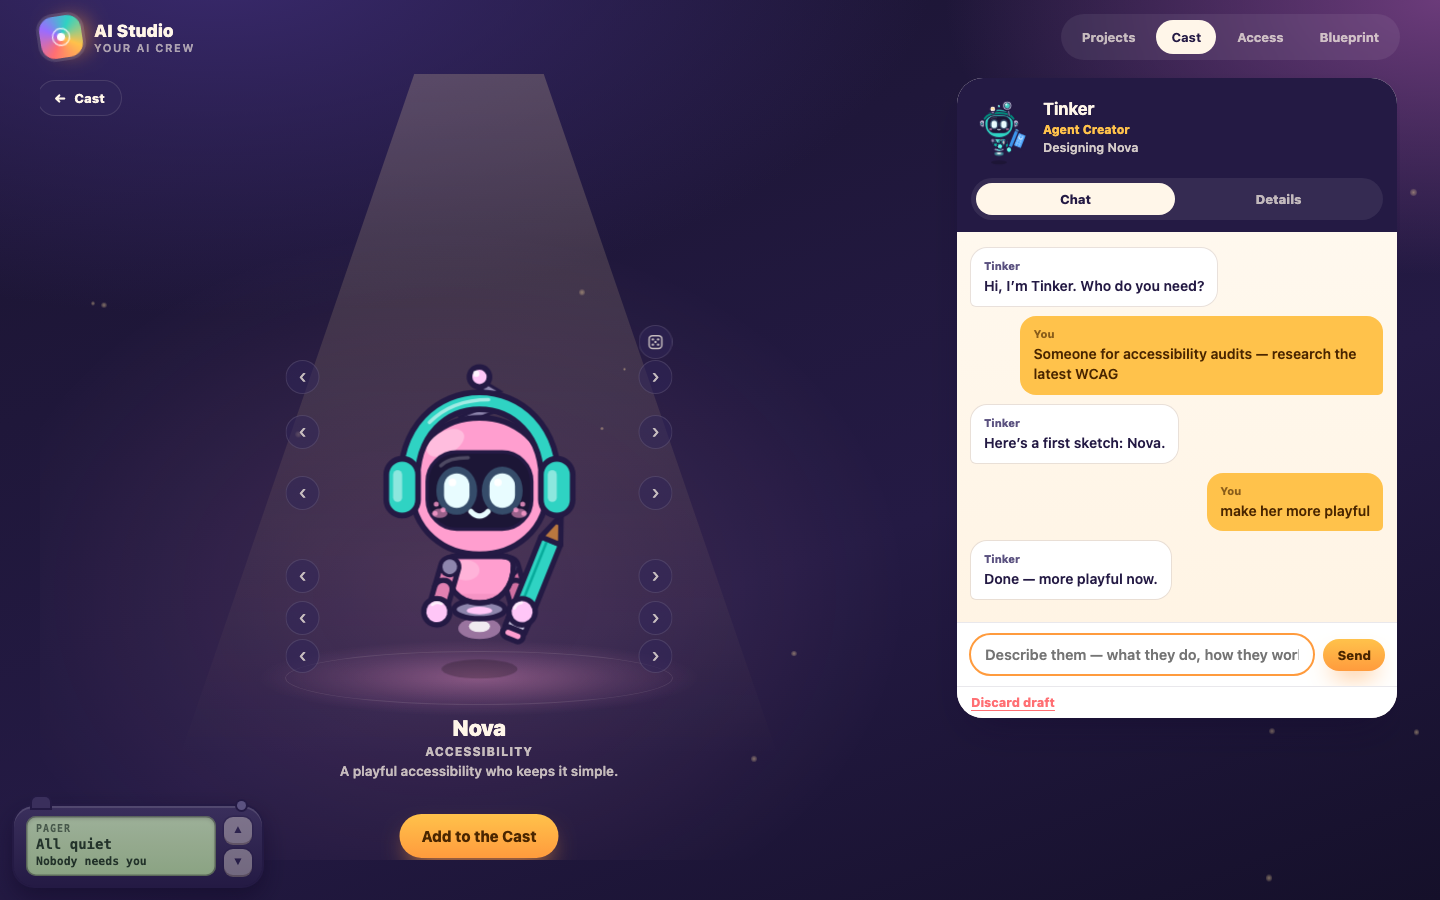 AI Studio
YOUR AI CREW
Projects
Cast
Access
Blueprint
← Cast
Tinker
Agent Creator
Designing Nova
Chat
Details
Tinker
Hi, I’m Tinker. Who do you need?
You
Someone for accessibility audits — research the
latest WCAG
Tinker
Here’s a first sketch: Nova.
You
make her more playful
Tinker
Done — more playful now.
Describe them — what they do, how they wor
Send
Discard draft
Nova
ACCESSIBILITY
A playful accessibility who keeps it simple.
Add to the Cast
PAGER
All quiet
Nobody needs you